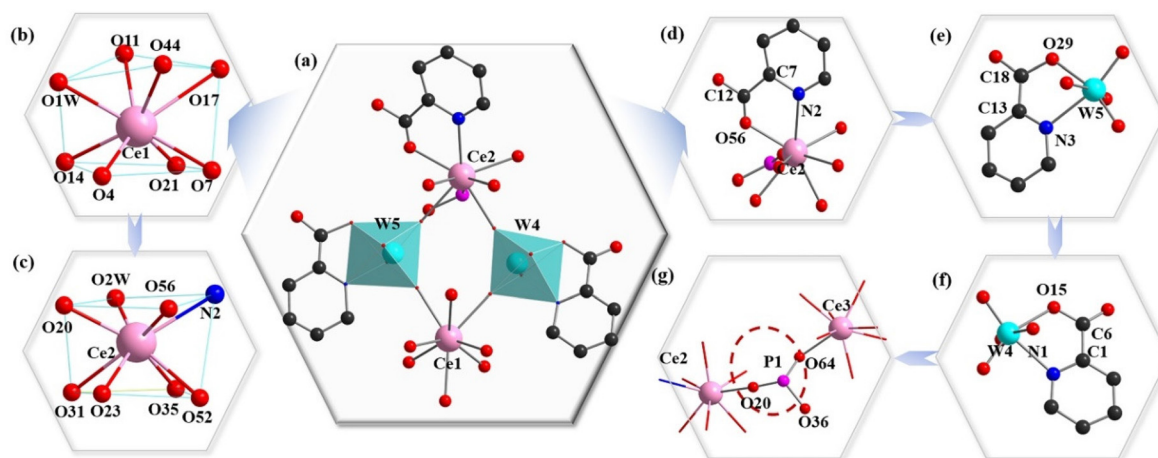 (b)
O11
O44
O1W
O17
Ce1
O14
O4
O21
O7
(c)
O2W
O56
N2
O20
Ce2
O31
O23
O35
O52
(a)
Ce2
W5
W4
Ce1
(d)
C7
C12
N2
O56
Ce2
(e)
O29
C18
C13
W5
N3
(g)
Ce3
Ce2
P1
O64
O20
O36
(f)
O15
C6
W4
N1
C1